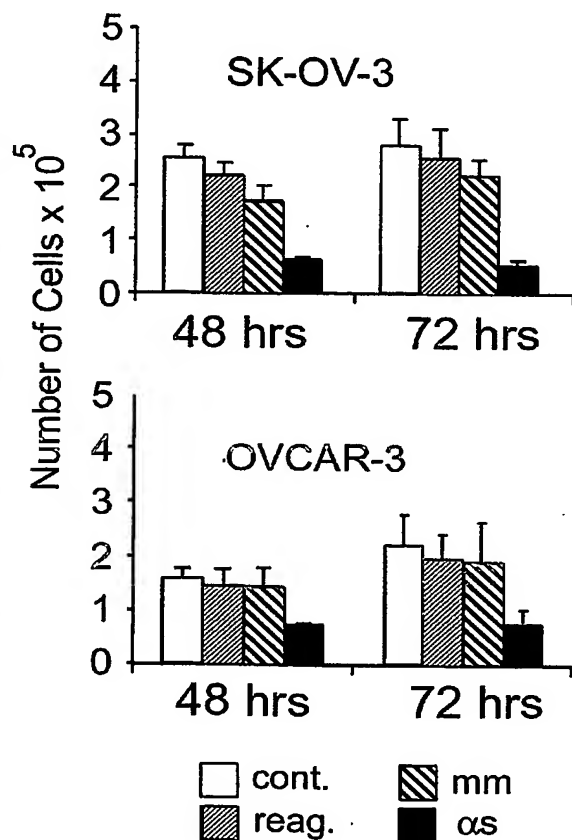 Number of Cells x 10^5
SK-OV-3
5
4
3
2
1
0
48 hrs 72 hrs
OVCAR-3
5
4
3
2
1
0
48 hrs 72 hrs
cont. mm
reag. αs